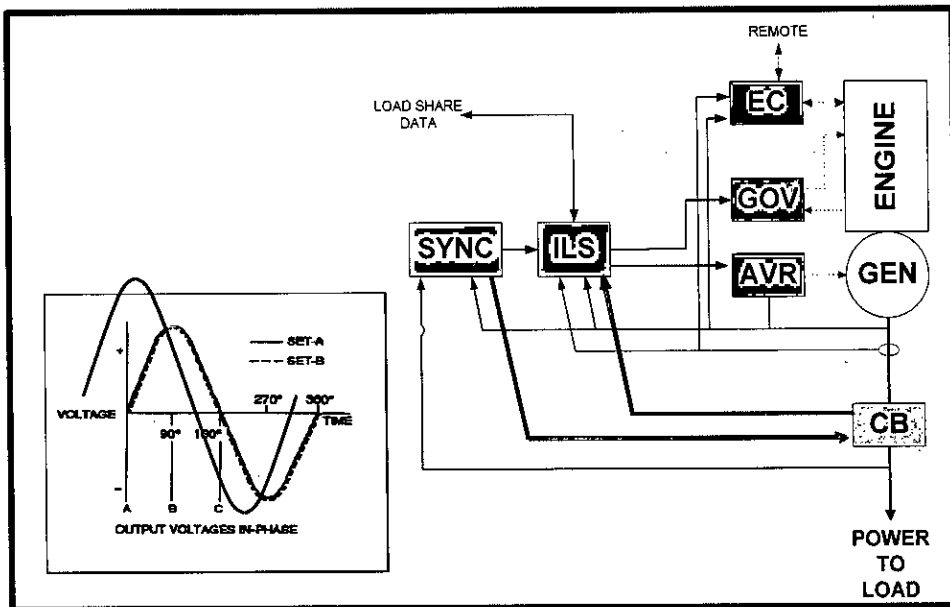 REMOTE
EC
LOAD SHARE
DATA
ENGINE
GOV
SYNC
ILS
AVR
GEN
SET-A
SET-B
+
270°
360°
VOLTAGE
TIME
90°
180°
CB
-
A
B
C
OUTPUT VOLTAGES IN-PHASE
POWER
TO
LOAD